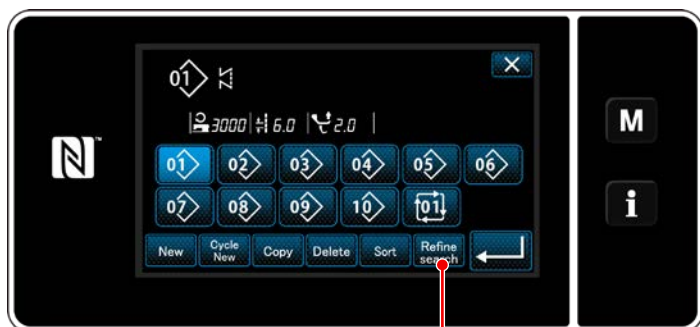 01
3000 6.0 2.0
01 02 03 04 05 06
07 08 09 10 01
New Cycle New Copy Delete Sort Refine search
N
M
i